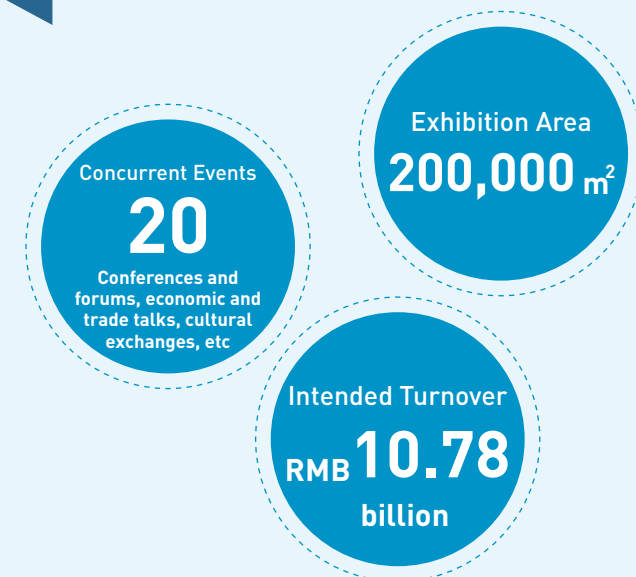 Exhibition Area
200,000 m²
Concurrent Events
20
Conferences and
forums, economic and
trade talks, cultural
exchanges, etc
Intended Turnover
RMB 10.78
billion